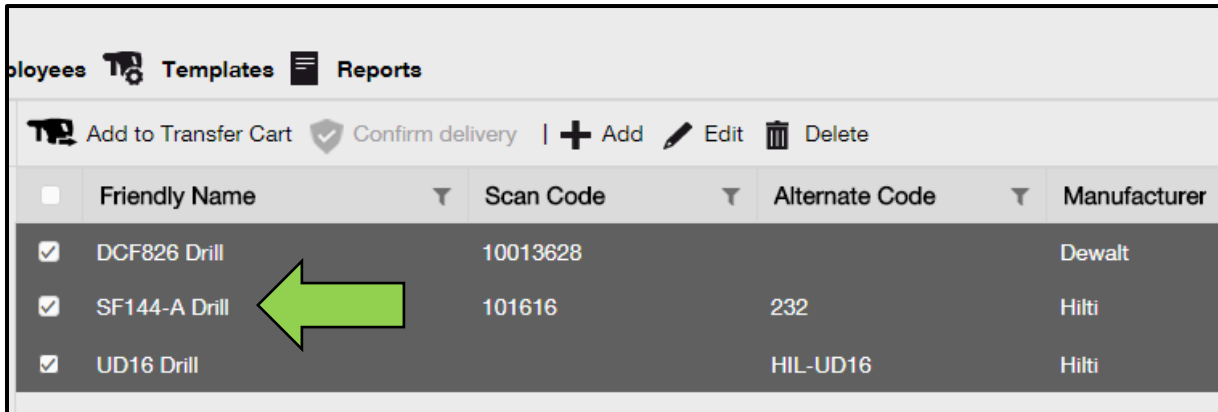 ployees Templates Reports
Add to Transfer Cart Confirm delivery | Add Edit Delete
Friendly Name Scan Code Alternate Code Manufacturer
DCF826 Drill 10013628 Dewalt
SF144-A Drill 101616 232 Hilti
UD16 Drill HIL-UD16 Hilti